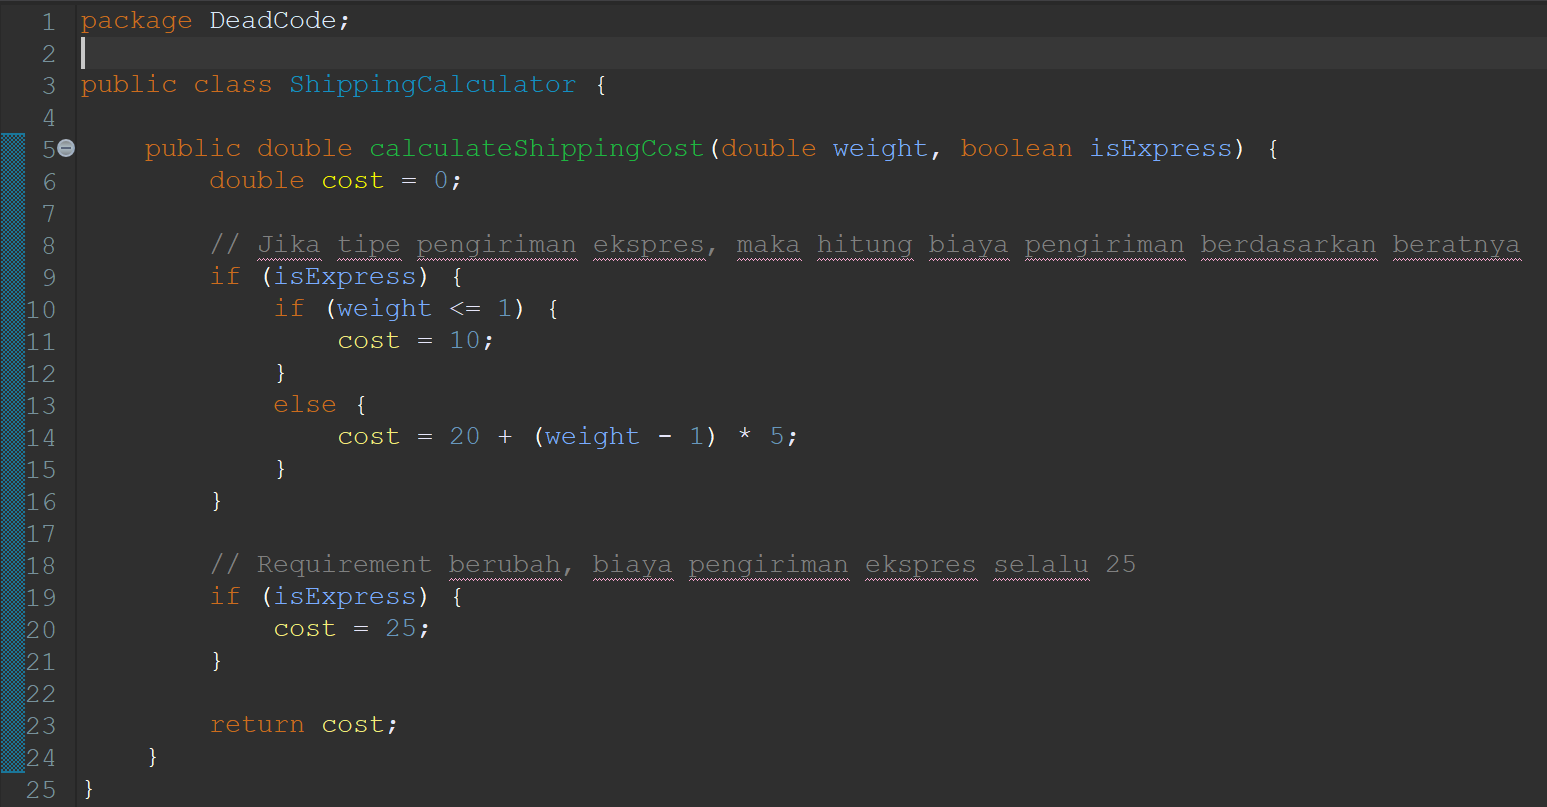 1 package DeadCode;
2
3 public class ShippingCalculator {
4
5 public double calculateShippingCost(double weight, boolean isExpress) {
6 double cost = 0;
7
8 // Jika tipe pengiriman ekspres, maka hitung biaya pengiriman berdasarkan beratnya
9 if (isExpress) {
10 if (weight <= 1) {
11 cost = 10;
12 }
13 else {
14 cost = 20 + (weight - 1) * 5;
15 }
16 }
17
18 // Requirement berubah, biaya pengiriman ekspres selalu 25
19 if (isExpress) {
20 cost = 25;
21 }
22
23 return cost;
24 }
25 }